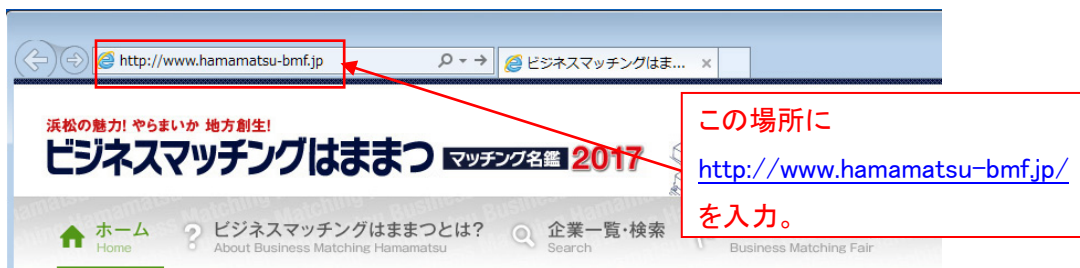 http://www.hamamatsu-bmf.jp
ビジネスマッチングはま...
浜松の魅力! やらまいか 地方創生!
ビジネスマッチングはままつ マッチング名鑑 2017
この場所に
http://www.hamamatsu-bmf.jp/
を入力。
ホーム
Home
ビジネスマッチングはままつとは?
About Business Matching Hamamatsu
企業一覧・検索
Search
Business Matching Fair